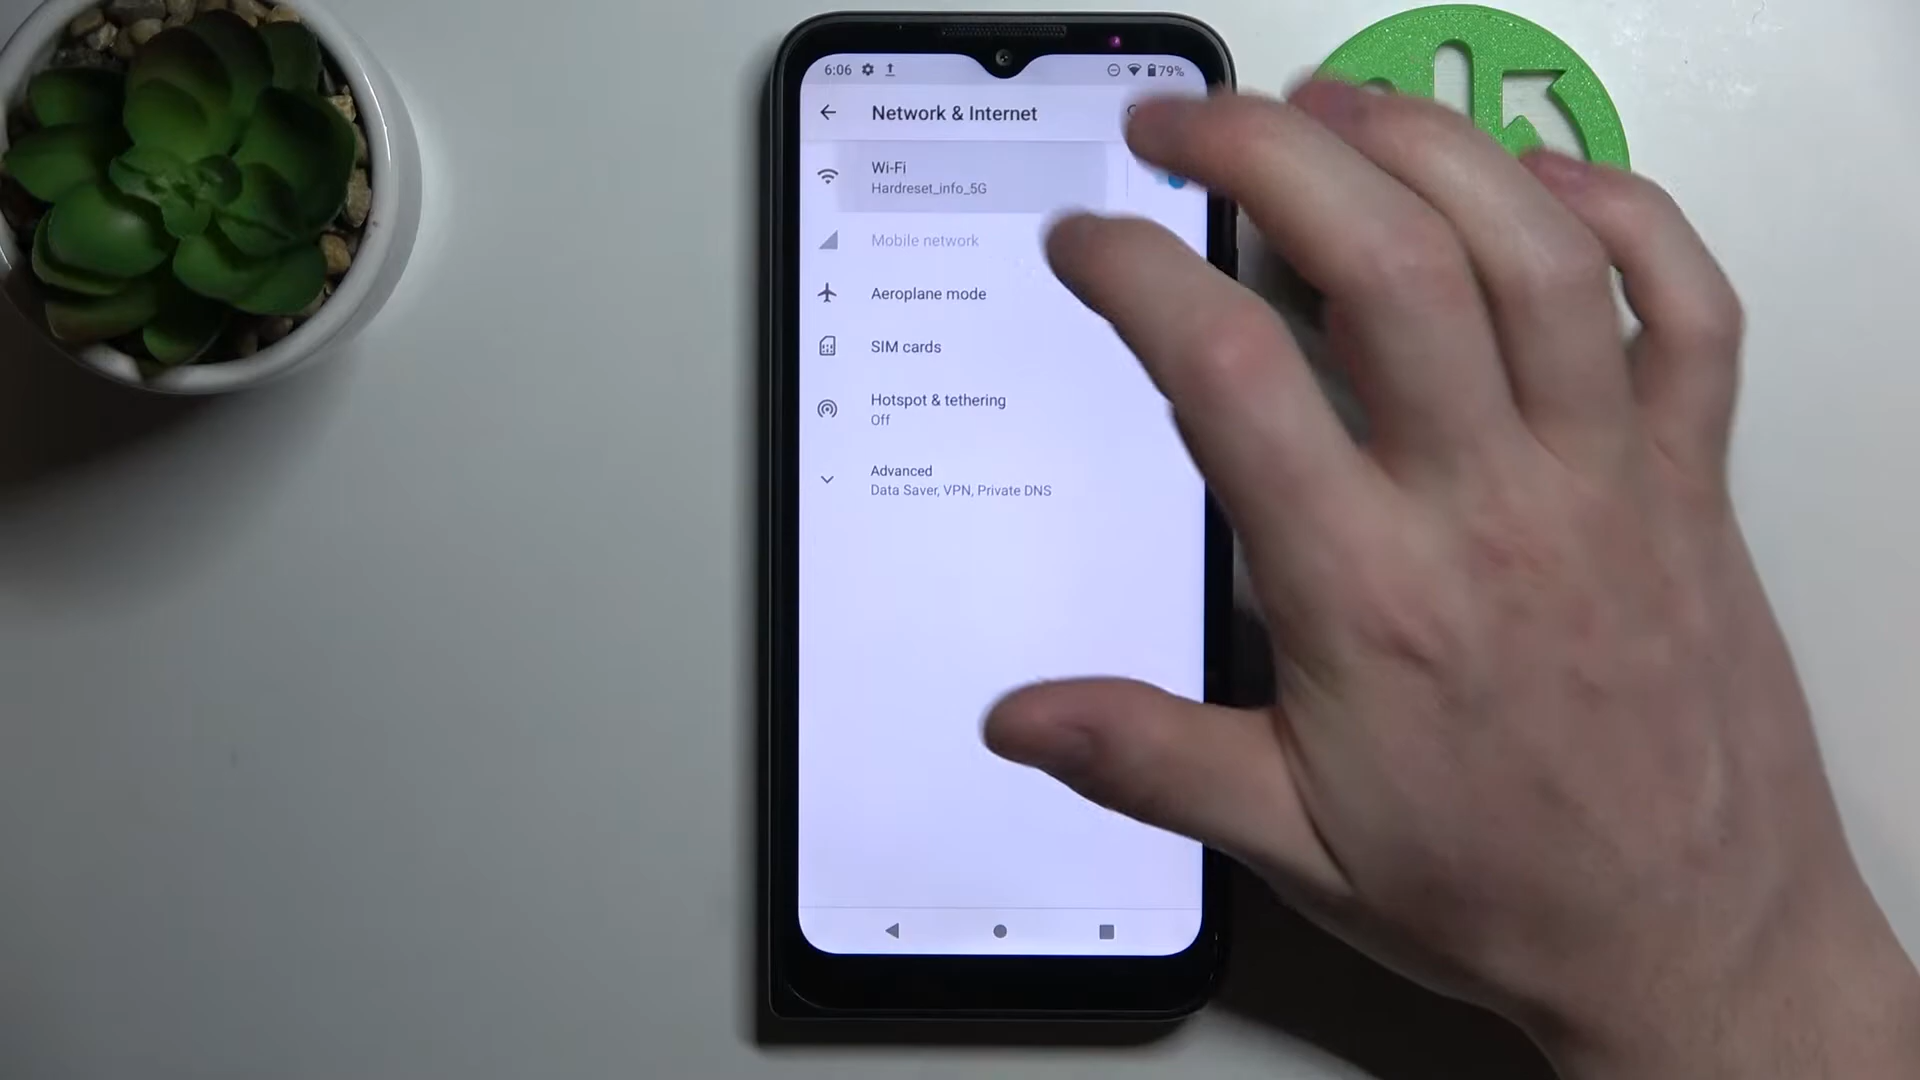 6:06
79%
Network & Internet
Wi-Fi
Hardreset_info_5G
Mobile network
Aeroplane mode
SIM cards
Hotspot & tethering
Off
Advanced
Data Saver, VPN, Private DNS